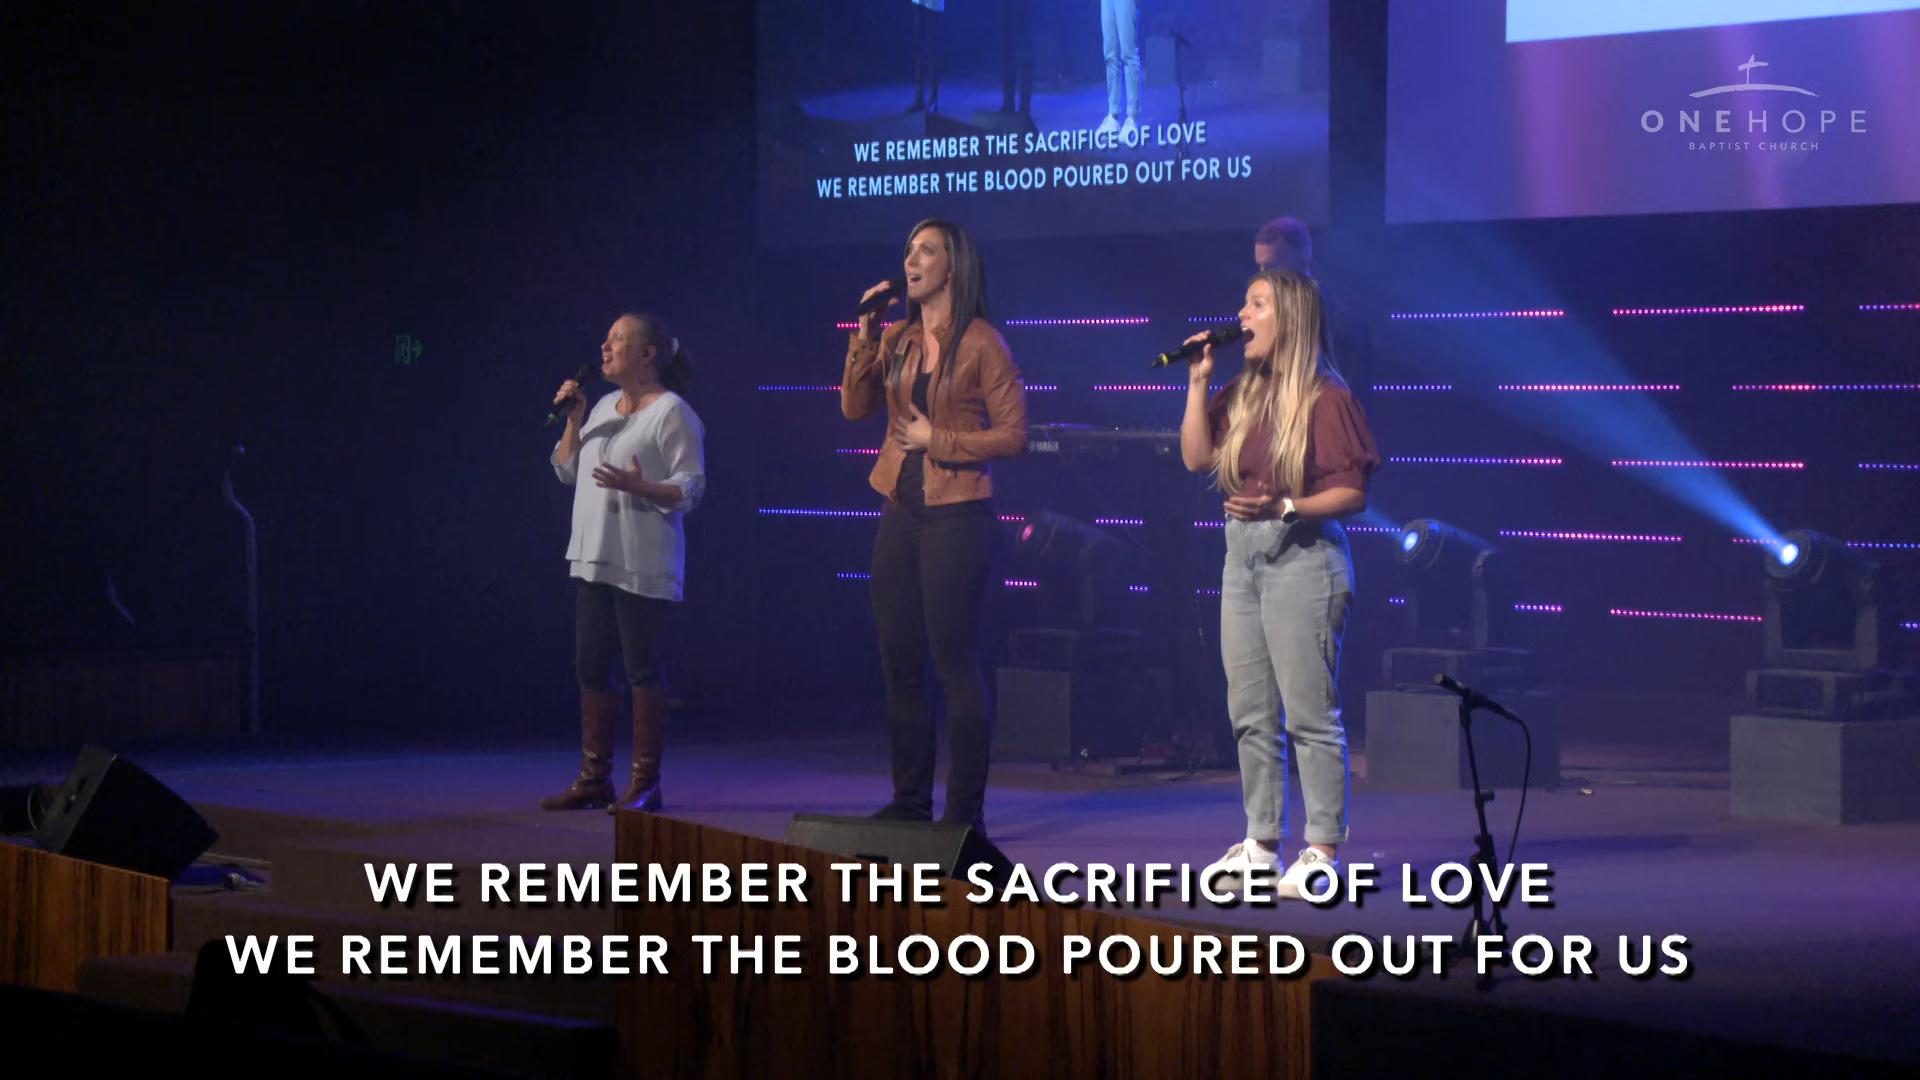 WE REMEMBER THE SACRIFICE OF LOVE
WE REMEMBER THE BLOOD POURED OUT FOR US
ONEHOPE
BAPTIST CHURCH
YAMAHA
WE REMEMBER THE SACRIFICE OF LOVE
WE REMEMBER THE BLOOD POURED OUT FOR US